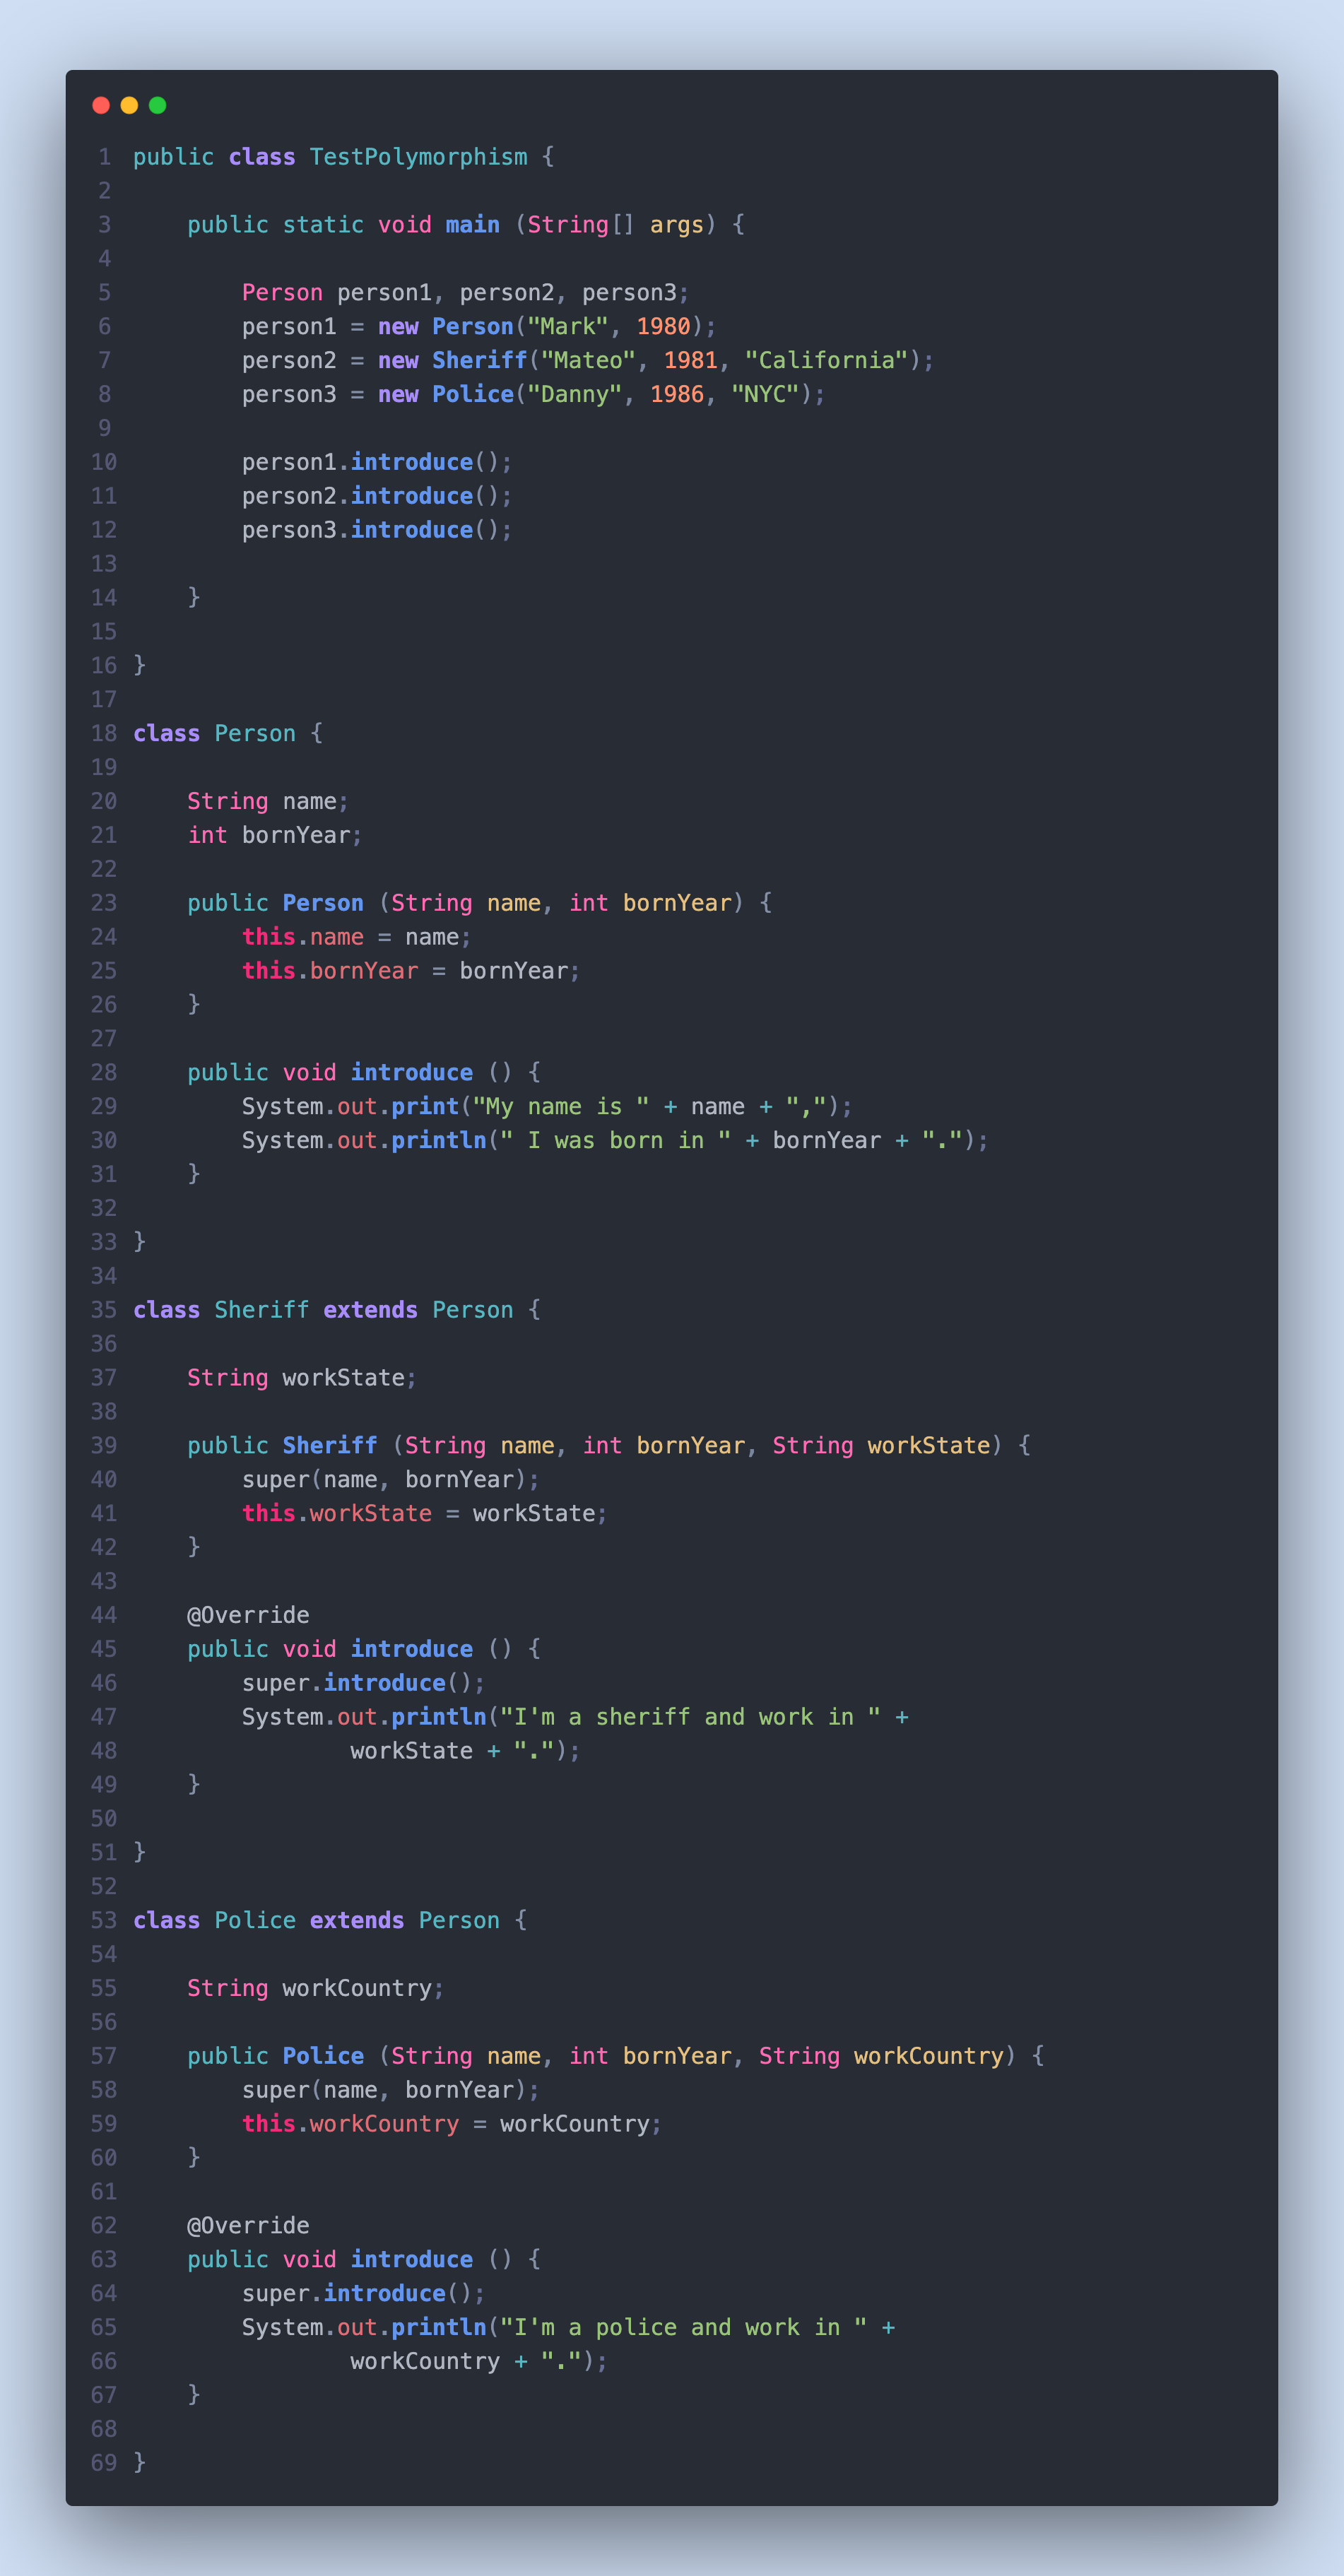 1 public class TestPolymorphism {
2
3     public static void main (String[] args) {
4
5         Person person1, person2, person3;
6         person1 = new Person("Mark", 1980);
7         person2 = new Sheriff("Mateo", 1981, "California");
8         person3 = new Police("Danny", 1986, "NYC");
9
10         person1.introduce();
11         person2.introduce();
12         person3.introduce();
13
14     }
15
16 }
17
18 class Person {
19
20     String name;
21     int bornYear;
22
23     public Person (String name, int bornYear) {
24         this.name = name;
25         this.bornYear = bornYear;
26     }
27
28     public void introduce () {
29         System.out.print("My name is " + name + ",");
30         System.out.println(" I was born in " + bornYear + ".");
31     }
32
33 }
34
35 class Sheriff extends Person {
36
37     String workState;
38
39     public Sheriff (String name, int bornYear, String workState) {
40         super(name, bornYear);
41         this.workState = workState;
42     }
43
44     @Override
45     public void introduce () {
46         super.introduce();
47         System.out.println("I'm a sheriff and work in " +
48                 workState + ".");
49     }
50
51 }
52
53 class Police extends Person {
54
55     String workCountry;
56
57     public Police (String name, int bornYear, String workCountry) {
58         super(name, bornYear);
59         this.workCountry = workCountry;
60     }
61
62     @Override
63     public void introduce () {
64         super.introduce();
65         System.out.println("I'm a police and work in " +
66                 workCountry + ".");
67     }
68
69 }